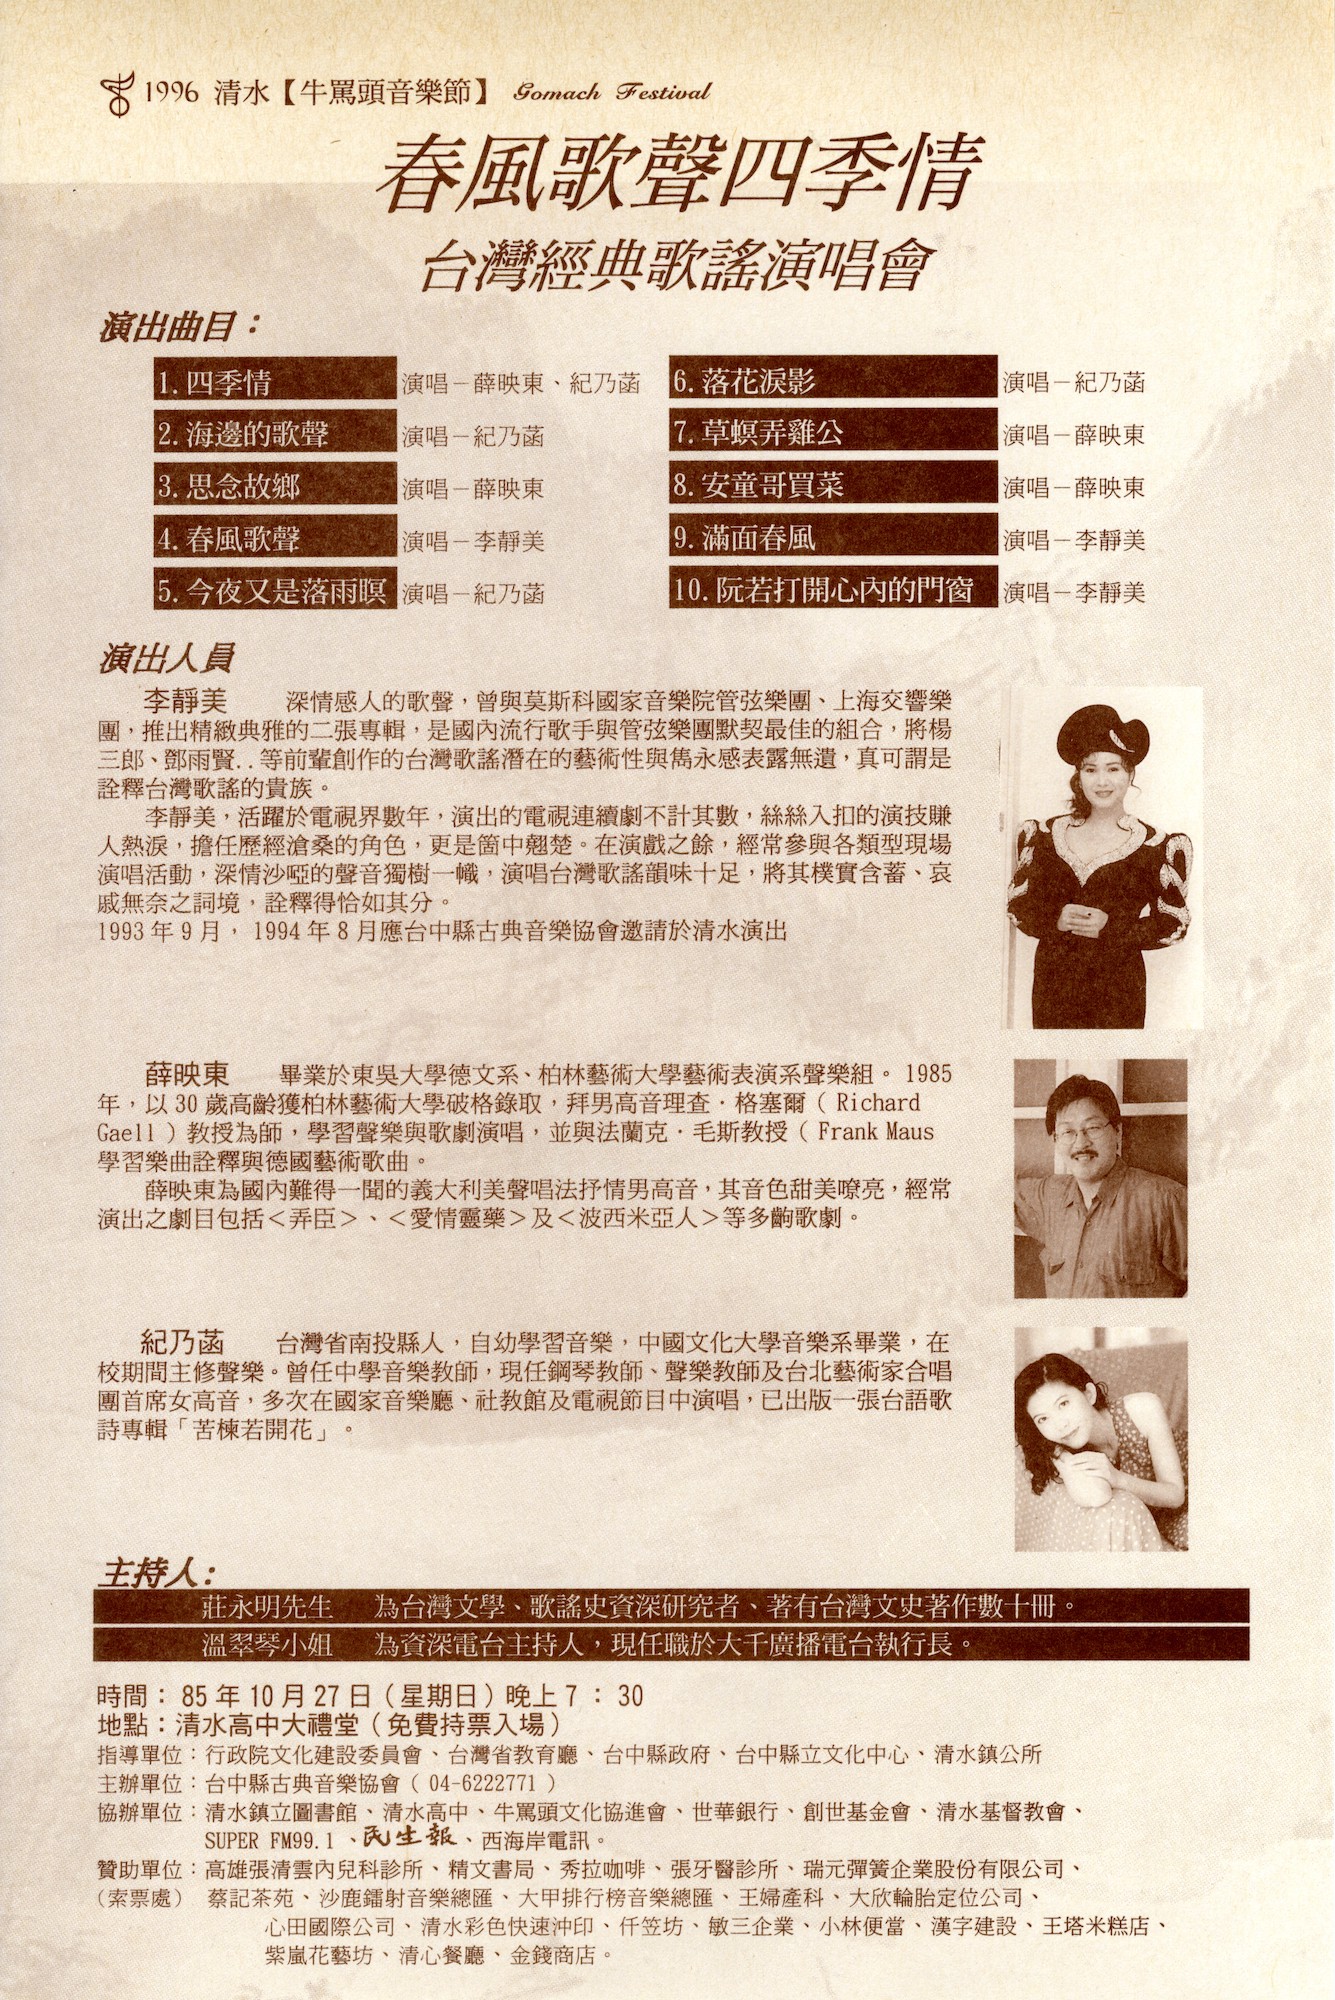 1996 清水【牛罵頭音樂節】 Gomach Festival
春風歌聲四季情
台灣經典歌謠演唱會
演出曲目：
1. 四季情 演唱－薛映東、紀乃菡
2. 海邊的歌聲 演唱－紀乃菡
3. 思念故鄉 演唱－薛映東
4. 春風歌聲 演唱－李靜美
5. 今夜又是落雨暝 演唱－紀乃菡
6. 落花淚影 演唱－紀乃菡
7. 草螟弄雞公 演唱－薛映東
8. 安童哥買菜 演唱－薛映東
9. 滿面春風 演唱－李靜美
10. 阮若打開心內的門窗 演唱－李靜美
演出人員
李靜美 深情感人的歌聲，曾與莫斯科國家音樂院管弦樂團、上海交響樂
團，推出精緻典雅的二張專輯，是國內流行歌手與管弦樂團默契最佳的組合，將楊
三郎、鄧雨賢..等前輩創作的台灣歌謠潛在的藝術性與雋永感表露無遺，真可謂是
詮釋台灣歌謠的貴族。
李靜美，活躍於電視界數年，演出的電視連續劇不計其數，絲絲入扣的演技賺
人熱淚，擔任歷經滄桑的角色，更是箇中翹楚。在演戲之餘，經常參與各類型現場
演唱活動，深情沙啞的聲音獨樹一幟，演唱台灣歌謠韻味十足，將其樸實含蓄、哀
戚無奈之詞境，詮釋得恰如其分。
1993年9月，1994年8月應台中縣古典音樂協會邀請於清水演出
薛映東 畢業於東吳大學德文系、柏林藝術大學藝術表演系聲樂組。1985
年，以30歲高齡獲柏林藝術大學破格錄取，拜男高音理查．格塞爾（Richard
Gaell）教授為師，學習聲樂與歌劇演唱，並與法蘭克．毛斯教授（Frank Maus
學習樂曲詮釋與德國藝術歌曲。
薛映東為國內難得一聞的義大利美聲唱法抒情男高音，其音色甜美嘹亮，經常
演出之劇目包括＜弄臣＞、＜愛情靈藥＞及＜波西米亞人＞等多齣歌劇。
紀乃菡 台灣省南投縣人，自幼學習音樂，中國文化大學音樂系畢業，在
校期間主修聲樂。曾任中學音樂教師，現任鋼琴教師、聲樂教師及台北藝術家合唱
團首席女高音，多次在國家音樂廳、社教館及電視節目中演唱，已出版一張台語歌
詩專輯「苦楝若開花」。
主持人：
莊永明先生 為台灣文學、歌謠史資深研究者、著有台灣文史著作數十冊。
溫翠琴小姐 為資深電台主持人，現任職於大千廣播電台執行長。
時間：85年10月27日（星期日）晚上7：30
地點：清水高中大禮堂（免費持票入場）
指導單位：行政院文化建設委員會、台灣省教育廳、台中縣政府、台中縣立文化中心、清水鎮公所
主辦單位：台中縣古典音樂協會（04-6222771）
協辦單位：清水鎮立圖書館、清水高中、牛罵頭文化協進會、世華銀行、創世基金會、清水基督教會、
SUPER FM99.1、民生報、西海岸電訊。
贊助單位：高雄張清雲內兒科診所、精文書局、秀拉咖啡、張牙醫診所、瑞元彈簧企業股份有限公司、
（索票處） 蔡記茶苑、沙鹿鐳射音樂總匯、大甲排行榜音樂總匯、王婦產科、大欣輪胎定位公司、
心田國際公司、清水彩色快速沖印、仟笠坊、敏三企業、小林便當、漢字建設、王塔米糕店、
紫嵐花藝坊、清心餐廳、金錢商店。